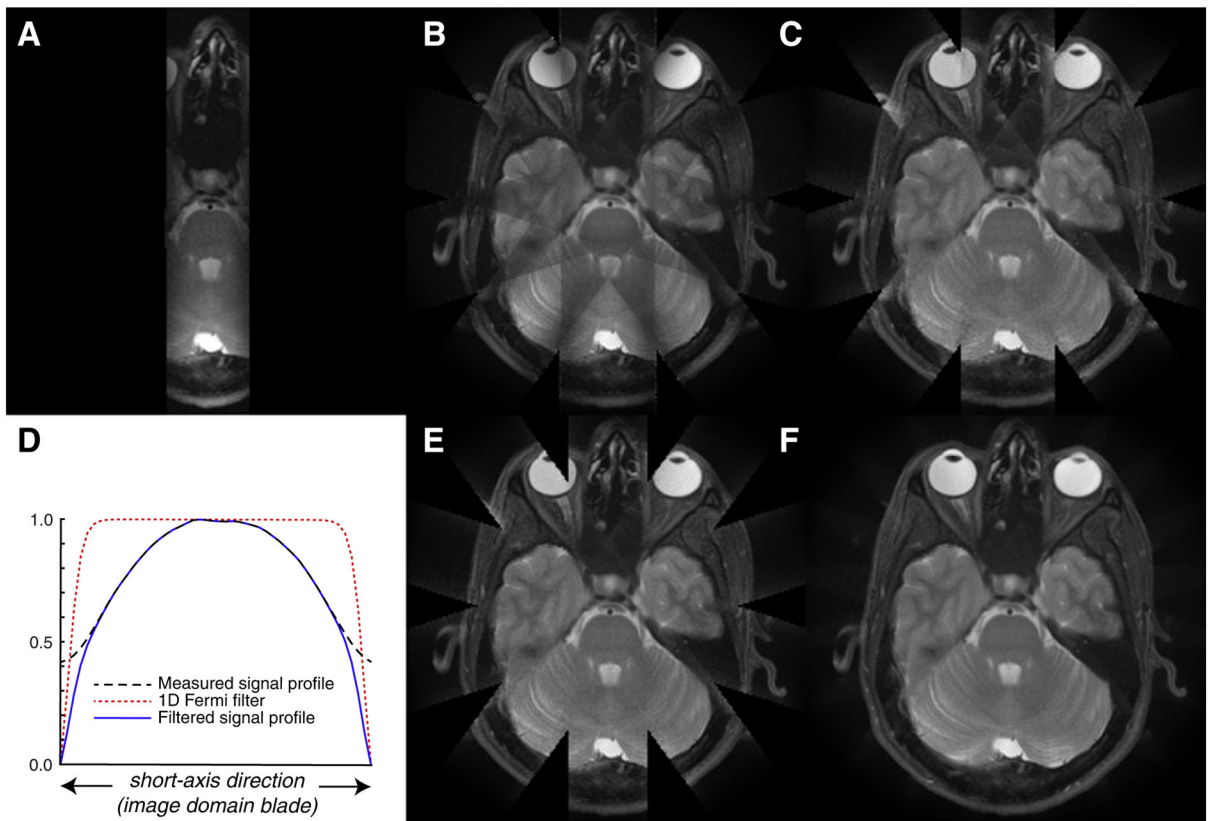 A
B
C
D
E
F
1.0
0.5
0.0
Measured signal profile
1D Fermi filter
Filtered signal profile
short-axis direction
(image domain blade)